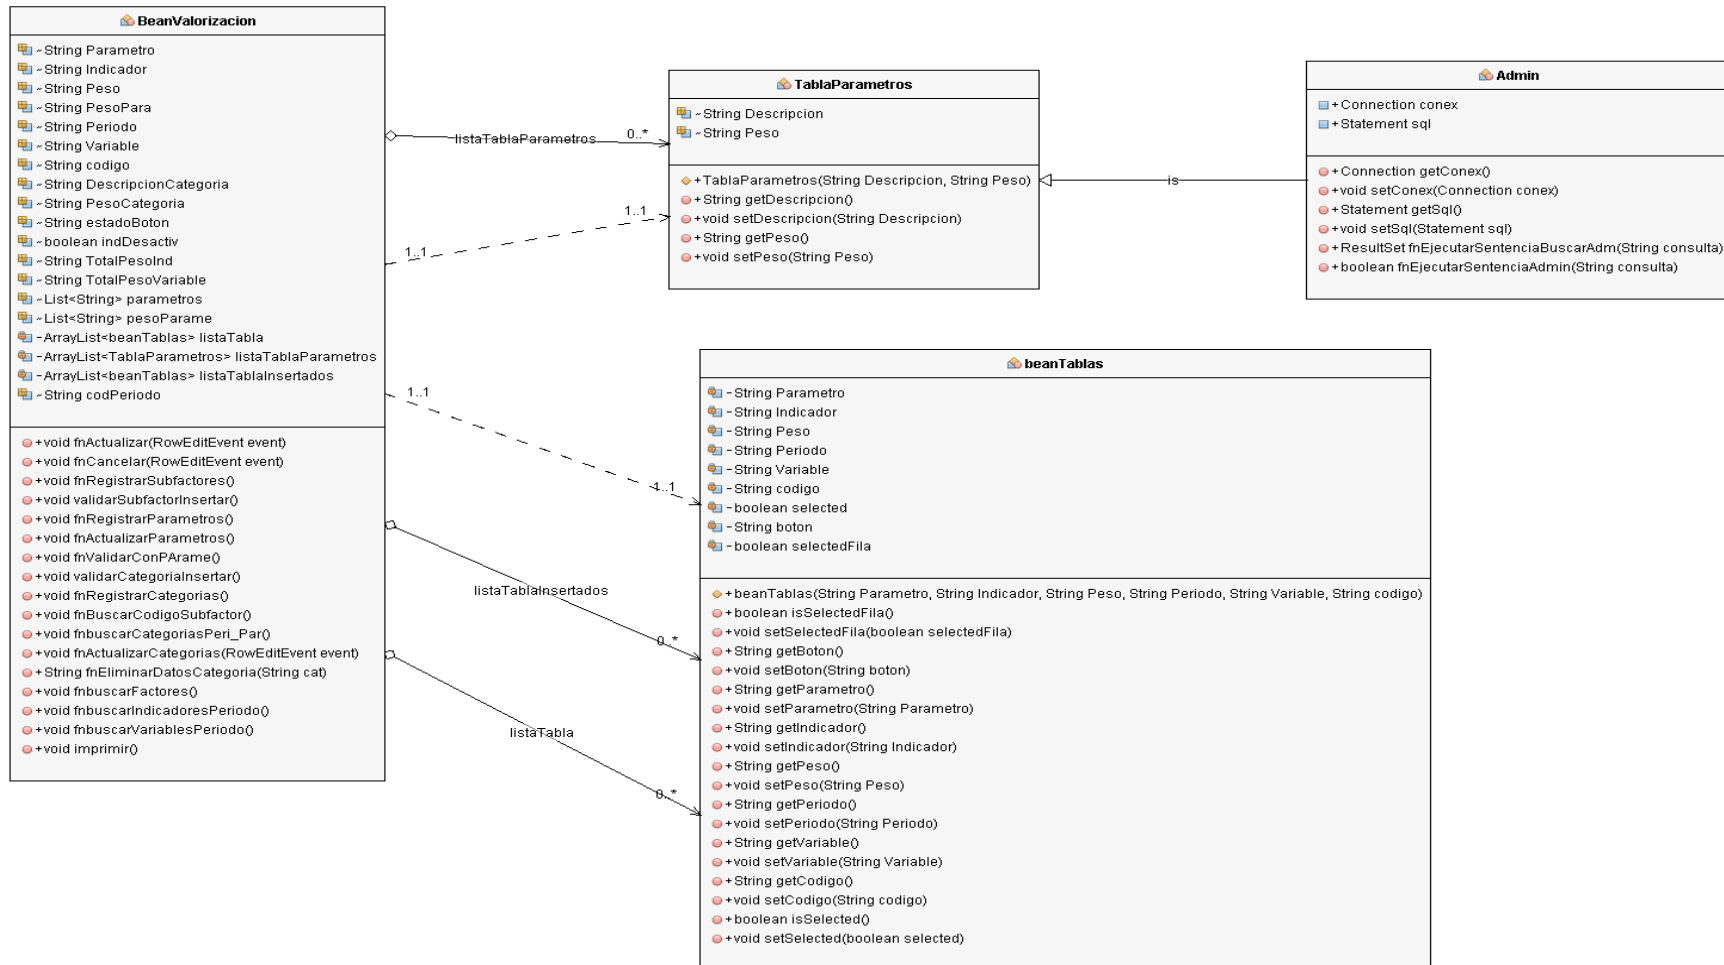 BeanValorizacion
~String Parametro
~String Indicador
~String Peso
~String PesoPara
~String Periodo
~String Variable
~String codigo
~String DescripcionCategoria
~String PesoCategoria
~String estadoBoton
~boolean indDesactiv
~String TotalPesoInd
~String TotalPesoVariable
~List<String> parametros
~List<String> pesoParame
-ArrayList<beanTablas> listaTabla
-ArrayList<TablaParametros> listaTablaParametros
-ArrayList<beanTablas> listaTablaInsertados
~String codPeriodo
+void fnActualizar(RowEditEvent event)
+void fnCancelar(RowEditEvent event)
+void fnRegistrarSubfactores()
+void validarSubfactorInsertar()
+void fnRegistrarParametros()
+void fnActualizarParametros()
+void fnValidarConPArame()
+void validarCategoriaInsertar()
+void fnRegistrarCategorias()
+void fnBuscarCodigoSubfactor()
+void fnbuscarCategoriasPeri_Par()
+void fnActualizarCategorias(RowEditEvent event)
+String fnEliminarDatosCategoria(String cat)
+void fnbuscarFactores()
+void fnbuscarIndicadoresPeriodo()
+void fnbuscarVariablesPeriodo()
+void imprimir()
listaTablaParametros
0..*
1..1
1..1
1..1
1..1
listaTablaInsertados
0..*
listaTabla
0..*
TablaParametros
~String Descripcion
~String Peso
+TablaParametros(String Descripcion, String Peso)
+String getDescripcion()
+void setDescripcion(String Descripcion)
+String getPeso()
+void setPeso(String Peso)
is
Admin
+Connection conex
+Statement sql
+Connection getConex()
+void setConex(Connection conex)
+Statement getSql()
+void setSql(Statement sql)
+ResultSet fnEjecutarSentenciaBuscarAdm(String consulta)
+boolean fnEjecutarSentenciaAdmin(String consulta)
beanTablas
-String Parametro
-String Indicador
-String Peso
-String Periodo
-String Variable
-String codigo
-boolean selected
-String boton
-boolean selectedFila
+beanTablas(String Parametro, String Indicador, String Peso, String Periodo, String Variable, String codigo)
+boolean isSelectedFila()
+void setSelectedFila(boolean selectedFila)
+String getBoton()
+void setBoton(String boton)
+String getParametro()
+void setParametro(String Parametro)
+String getIndicador()
+void setIndicador(String Indicador)
+String getPeso()
+void setPeso(String Peso)
+String getPeriodo()
+void setPeriodo(String Periodo)
+String getVariable()
+void setVariable(String Variable)
+String getCodigo()
+void setCodigo(String codigo)
+boolean isSelected()
+void setSelected(boolean selected)